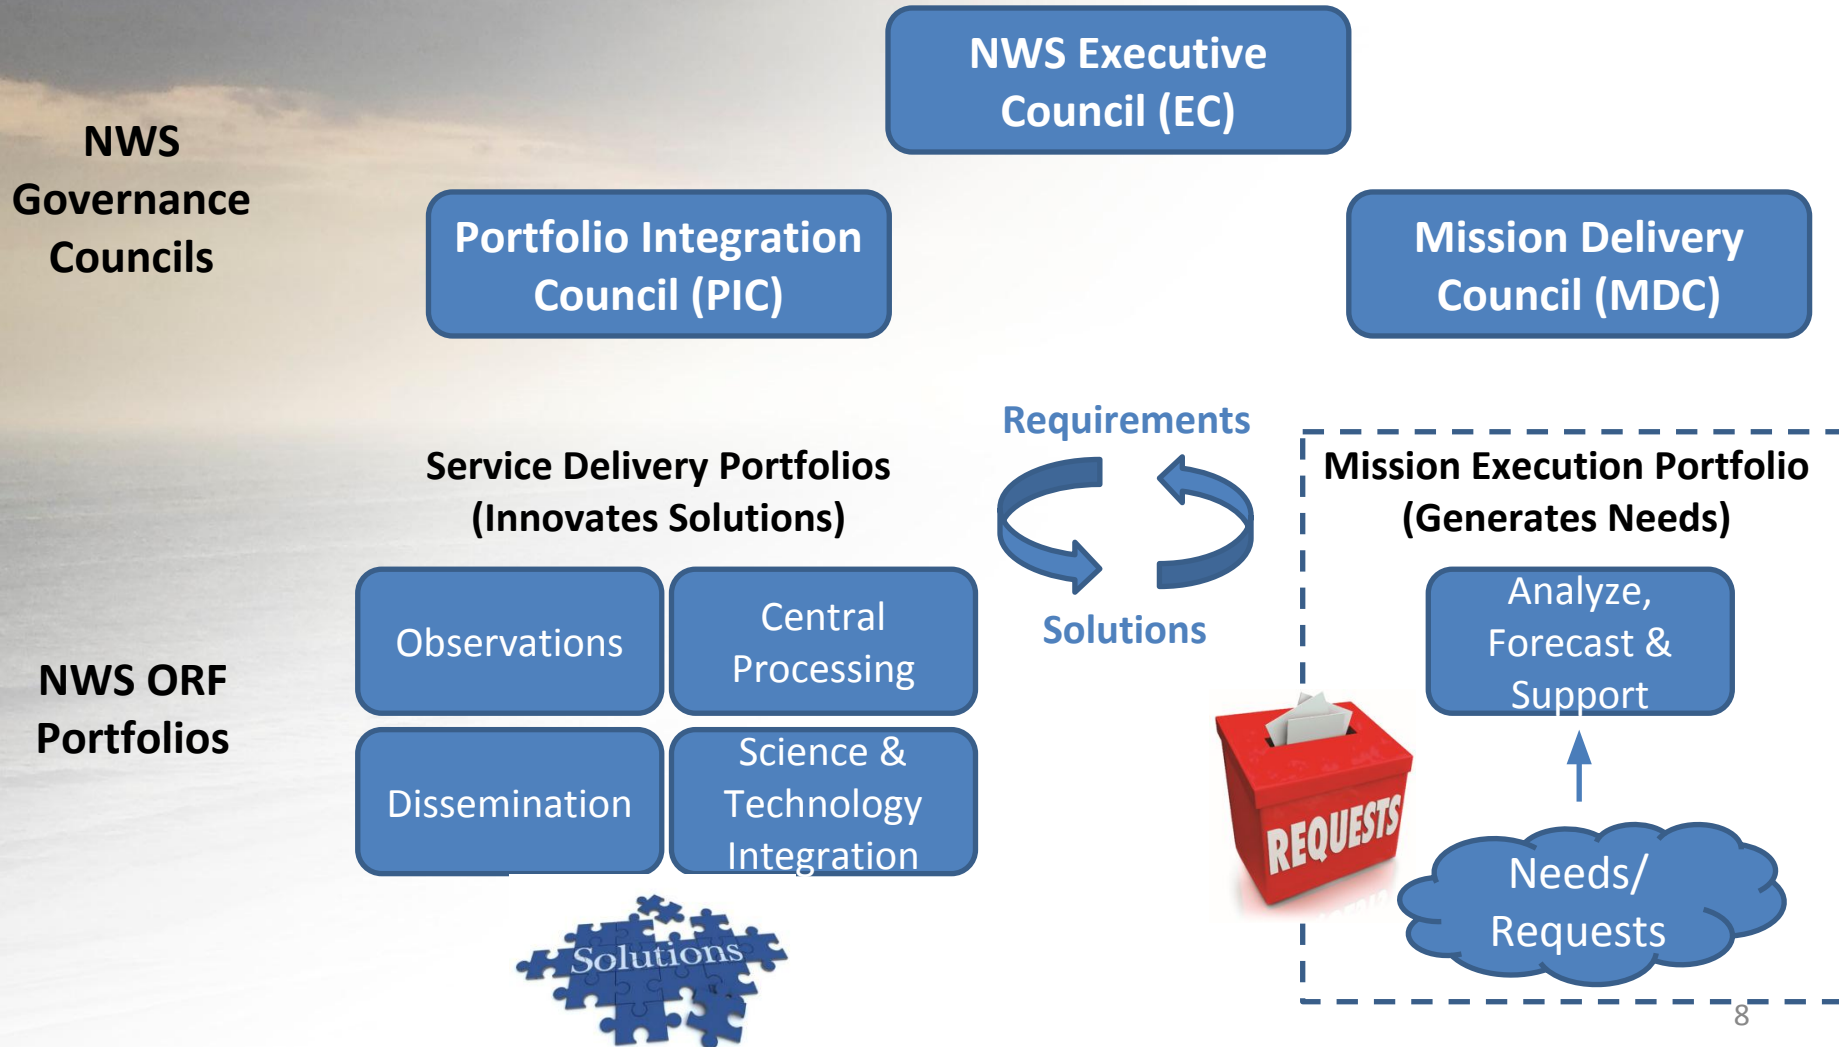 NWS Executive
Council (EC)
NWS
Governance
Councils
Portfolio Integration
Council (PIC)
Mission Delivery
Council (MDC)
Requirements
Solutions
Service Delivery Portfolios
(Innovates Solutions)
Mission Execution Portfolio
(Generates Needs)
NWS ORF
Portfolios
Observations
Central
Processing
Dissemination
Science &
Technology
Integration
Analyze,
Forecast &
Support
REQUESTS
Needs/
Requests
Solutions
8